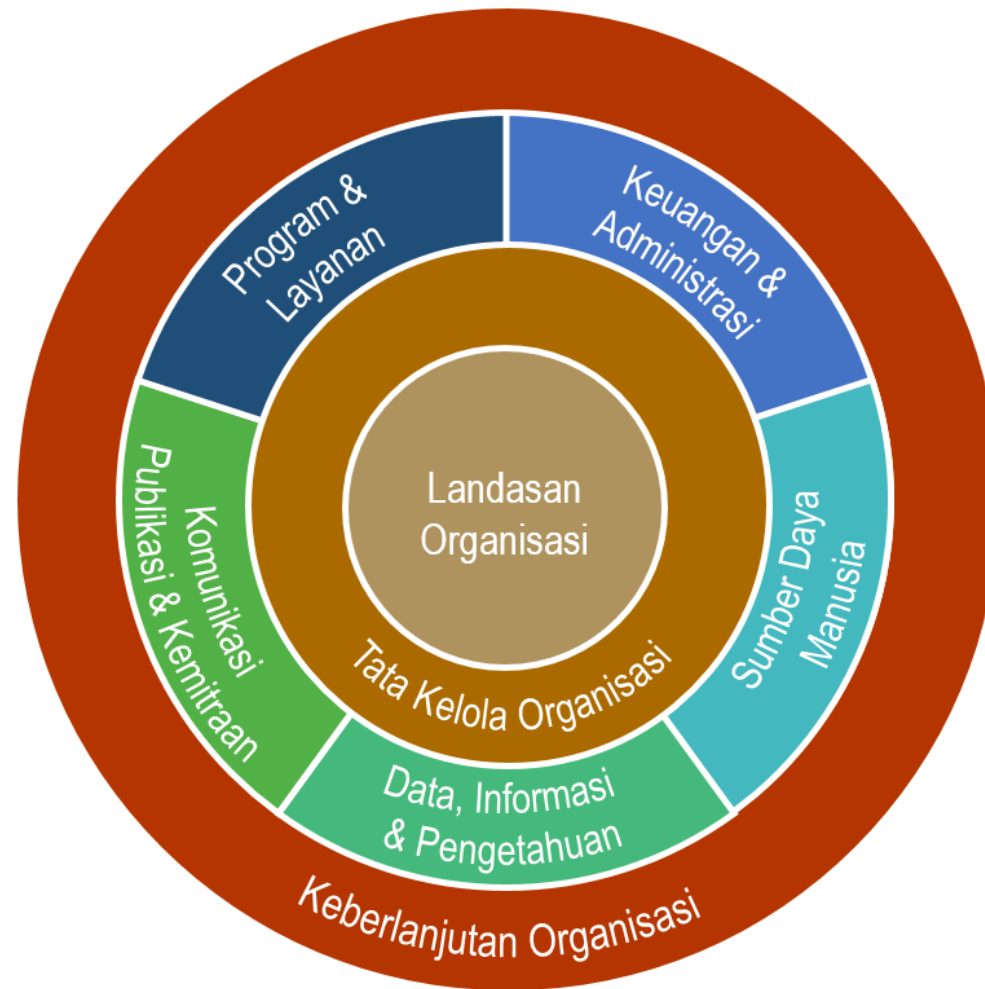 Program &
Layanan
Keuangan &
Administrasi
Komunikasi
Publikasi & Kemitraan
Landasan
Organisasi
Sumber Daya
Manusia
Tata Kelola Organisasi
Data, Informasi
& Pengetahuan
Keberlanjutan Organisasi